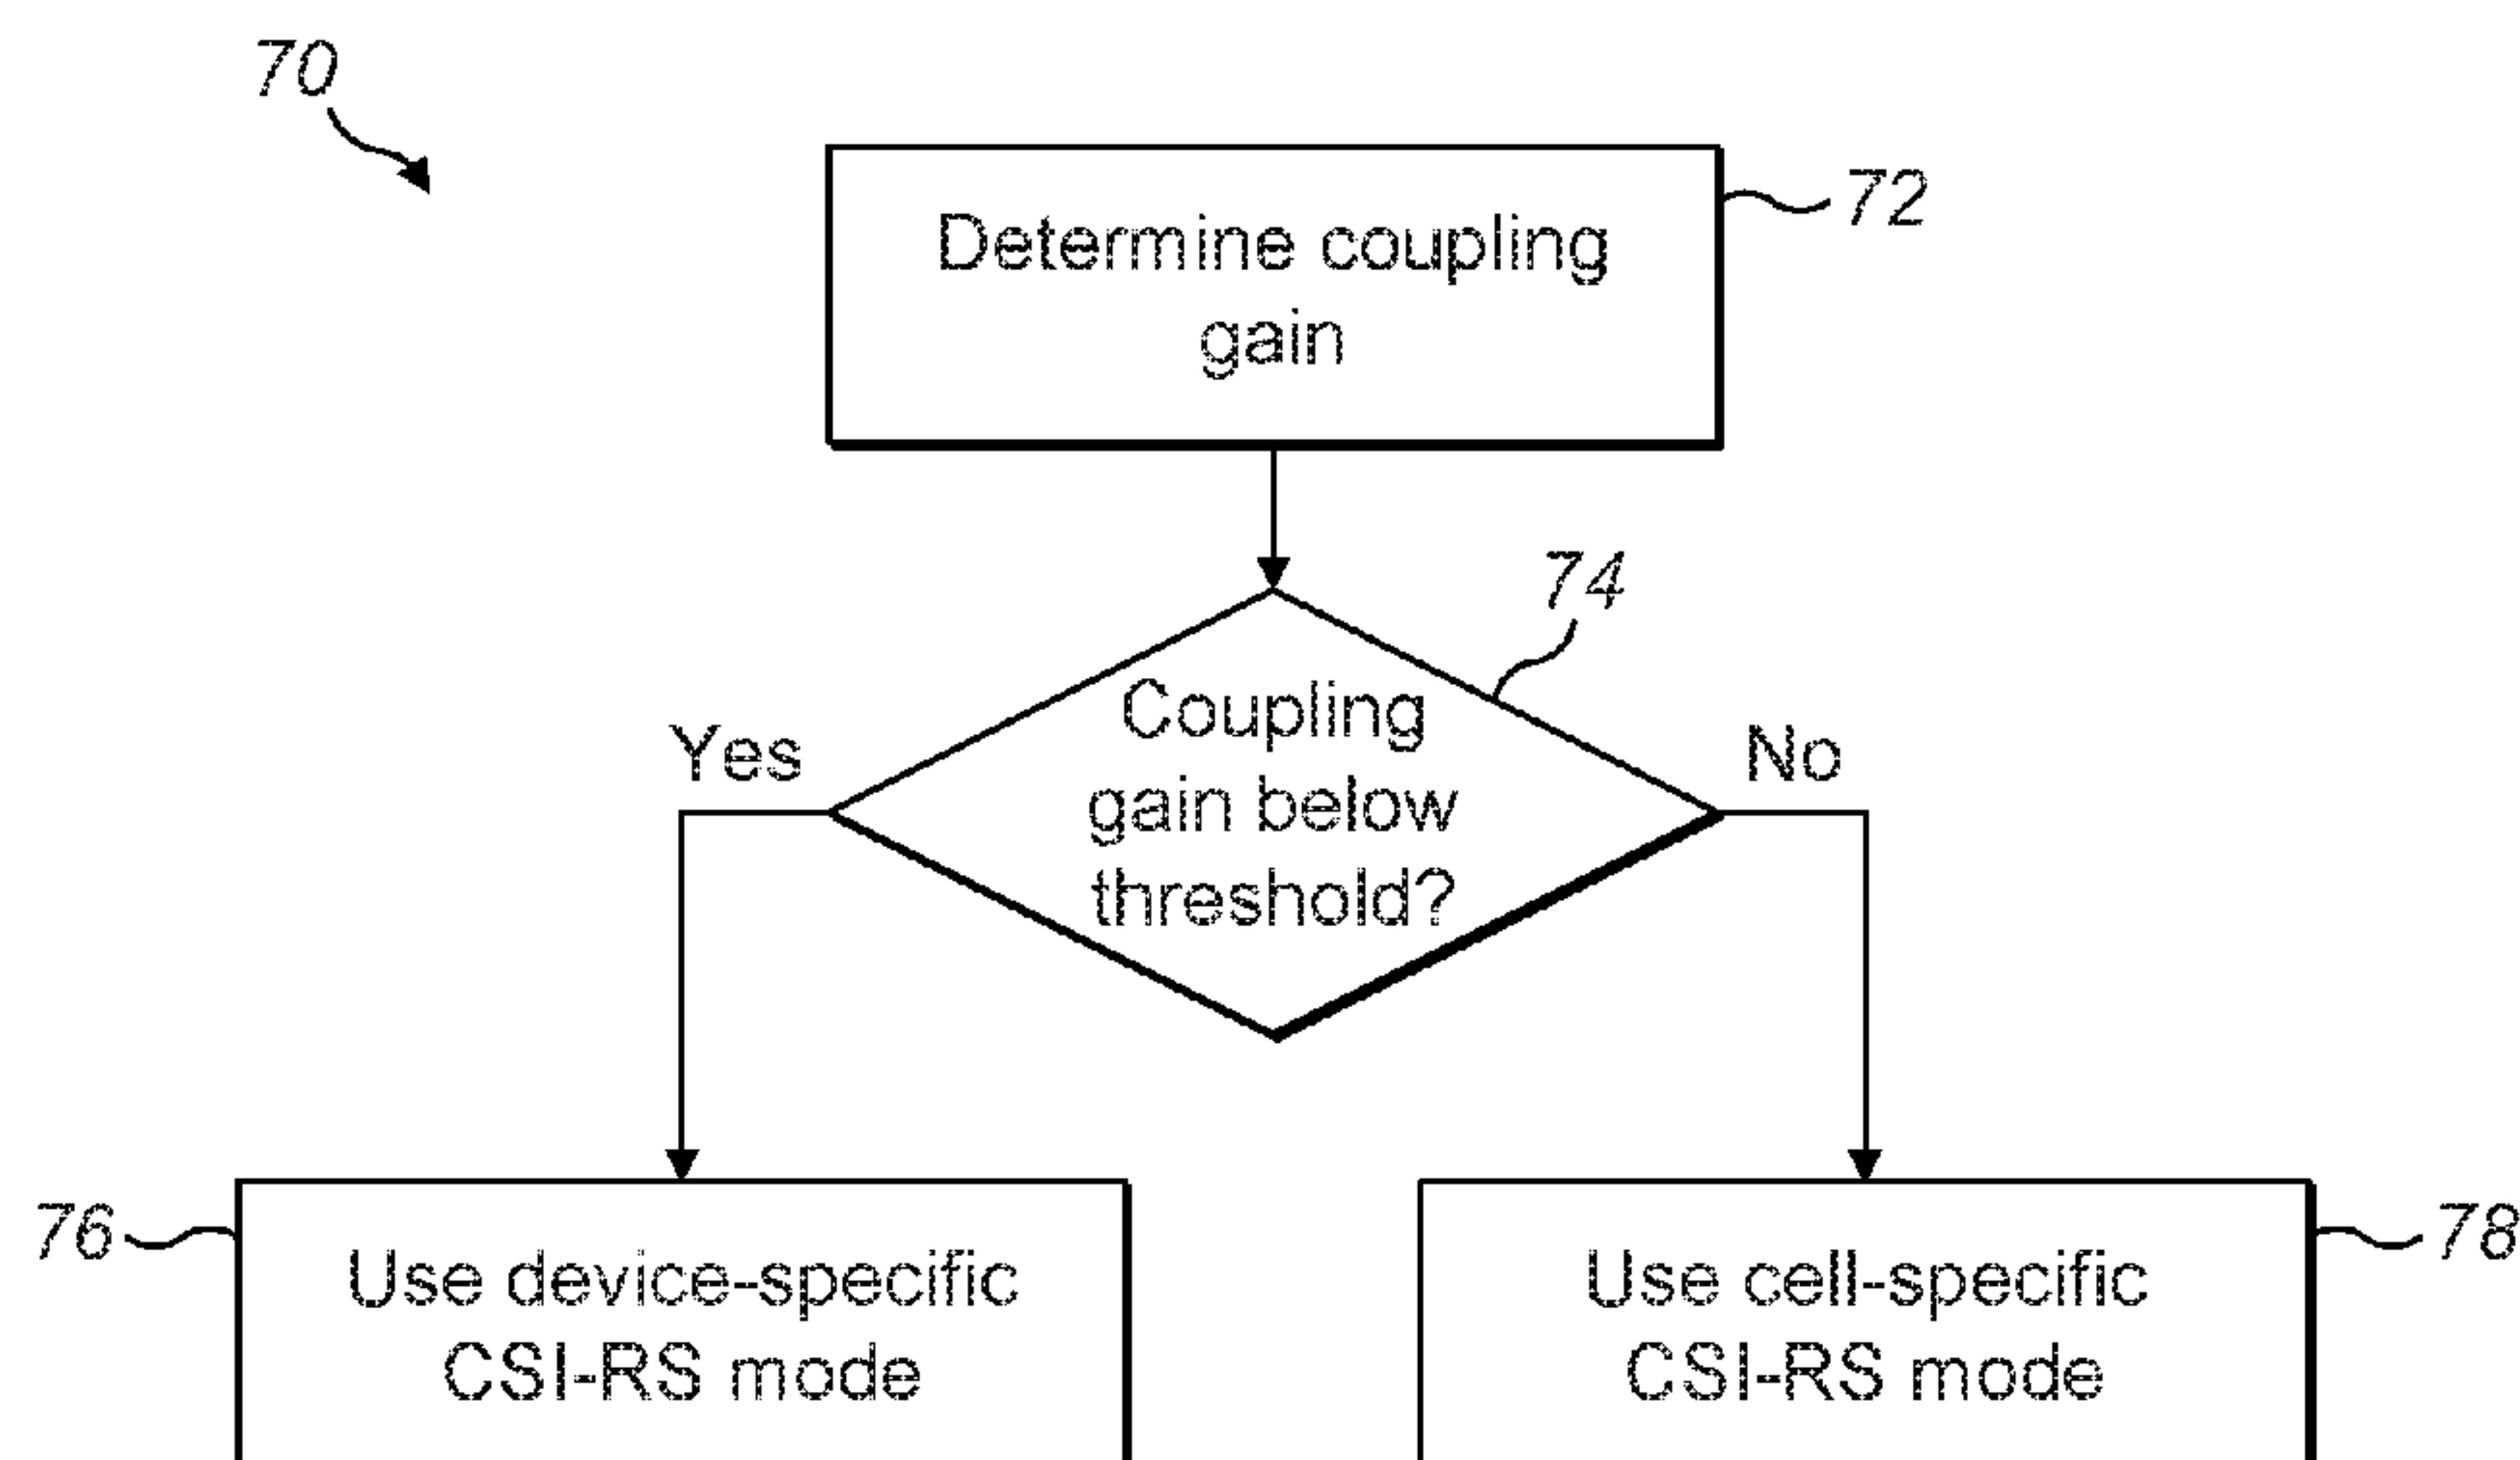 70
Determine coupling
gain
72
74
Coupling
gain below
threshold?
Yes
No
76
Use device-specific
CSI-RS mode
Use cell-specific
CSI-RS mode
78